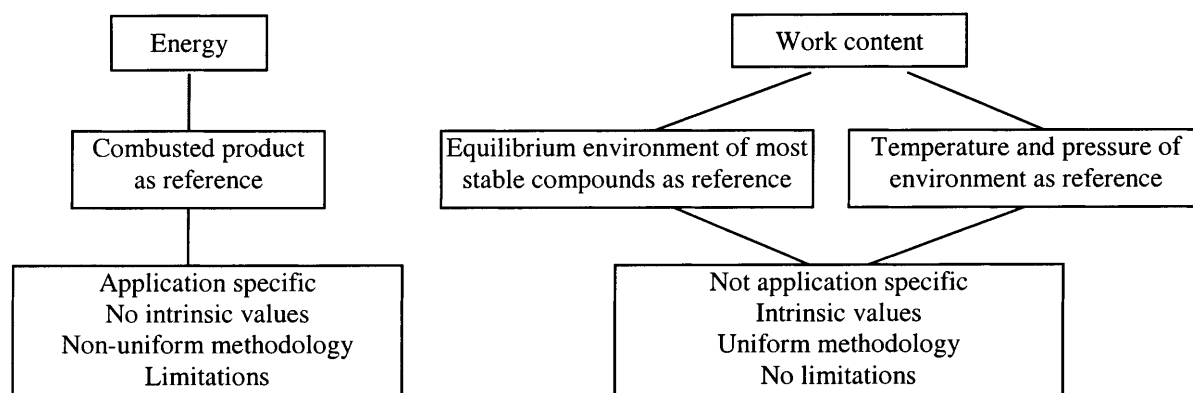 Energy
Combusted product
as reference
Application specific
No intrinsic values
Non-uniform methodology
Limitations
Work content
Equilibrium environment of most
stable compounds as reference
Temperature and pressure of
environment as reference
Not application specific
Intrinsic values
Uniform methodology
No limitations